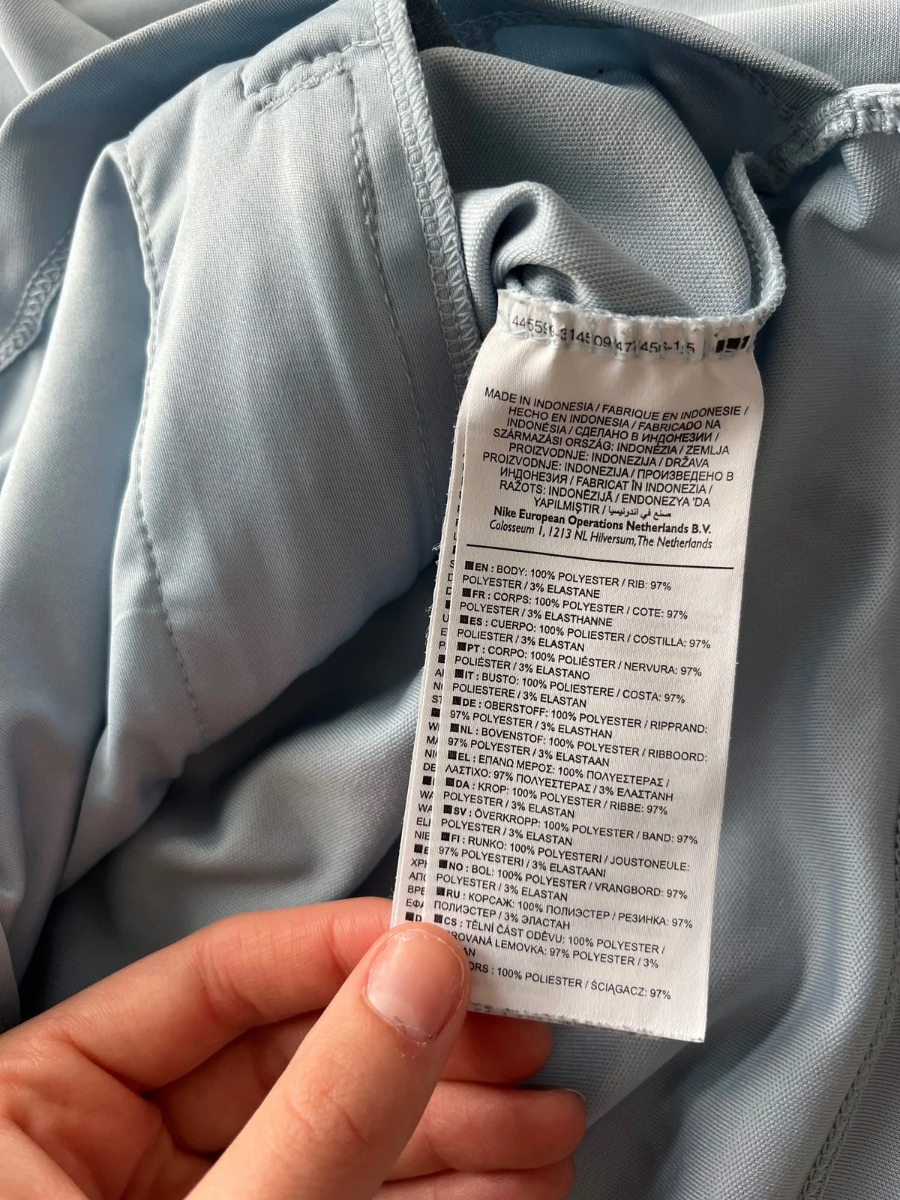 MADE IN INDONESIA / FABRIQUE EN INDONESIE /
HECHO EN INDONESIA / FABRICADO NA
INDONÉSIA / СДЕЛАНО В ИНДОНЕЗИИ /
SZÁRMAZÁSI ORSZÁG: INDONÉZIA / ZEMLJA
PROIZVODNJE: INDONEZIJA / DRŽAVA
PROIZVODNJE: INDONEZIJA / ПРОИЗВЕДЕНО В
ИНДОНЕЗИЯ / FABRICAT ÎN INDONEZIA /
RAŽOTS: INDONĒZIJĀ / ENDONEZYA 'DA
YAPILMIŞTIR / صنع في اندونيسيا
Nike European Operations Netherlands B.V.
Colosseum 1, 1213 NL Hilversum, The Netherlands
EN : BODY: 100% POLYESTER / RIB: 97%
POLYESTER / 3% ELASTANE
FR : CORPS: 100% POLYESTER / COTE: 97%
POLYESTER / 3% ELASTHANNE
ES : CUERPO: 100% POLIESTER / COSTILLA: 97%
POLIESTER / 3% ELASTAN
PT : CORPO: 100% POLIÉSTER / NERVURA: 97%
POLIÉSTER / 3% ELASTANO
IT : BUSTO: 100% POLIESTERE / COSTA: 97%
POLIESTERE / 3% ELASTAN
DE : OBERSTOFF: 100% POLYESTER / RIPPRAND:
97% POLYESTER / 3% ELASTHAN
NL : BOVENSTOF: 100% POLYESTER / RIBBOORD:
97% POLYESTER / 3% ELASTAAN
EL : ΕΠΑΝΩ ΜΕΡΟΣ: 100% ΠΟΛΥΕΣΤΕΡΑΣ /
ΛΑΣΤΙΧΟ: 97% ΠΟΛΥΕΣΤΕΡΑΣ / 3% ΕΛΑΣΤΑΝΗ
DA : KROP: 100% POLYESTER / RIBBE: 97%
POLYESTER / 3% ELASTAN
SV : ÖVERKROPP: 100% POLYESTER / BAND: 97%
POLYESTER / 3% ELASTAN
FI : RUNKO: 100% POLYESTERI / JOUSTONEULE:
97% POLYESTERI / 3% ELASTAANI
NO : BOL: 100% POLYESTER / VRANGBORD: 97%
POLYESTER / 3% ELASTAN
RU : КОРСАЖ: 100% ПОЛИЭСТЕР / РЕЗИНКА: 97%
ПОЛИЭСТЕР / 3% ЭЛАСТАН
CS : TĚLNÍ ČÁST ODĚVU: 100% POLYESTER /
LEMOVKA: 97% POLYESTER / 3%
100% POLIESTER / ŚCIĄGACZ: 97%